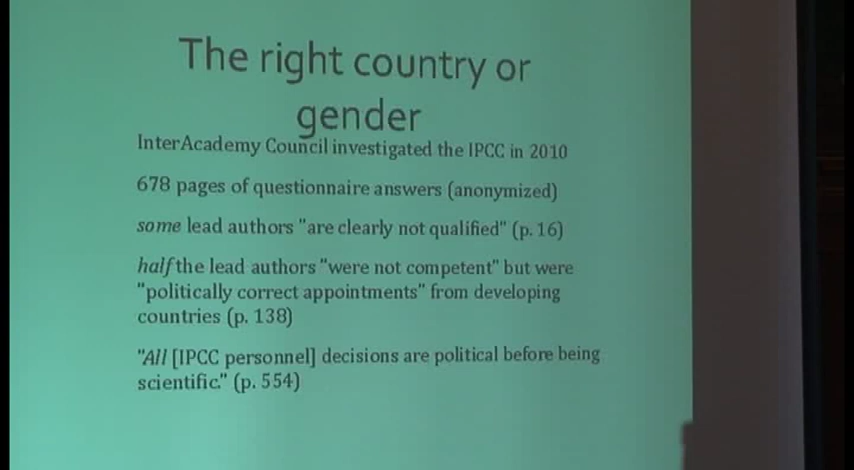 The right country or
gender
InterAcademy Council investigated the IPCC in 2010
678 pages of questionnaire answers (anonymized)
some lead authors "are clearly not qualified" (p. 16)
half the lead authors "were not competent" but were
"politically correct appointments" from developing
countries (p. 138)
"All [IPCC personnel] decisions are political before being
scientific." (p. 554)